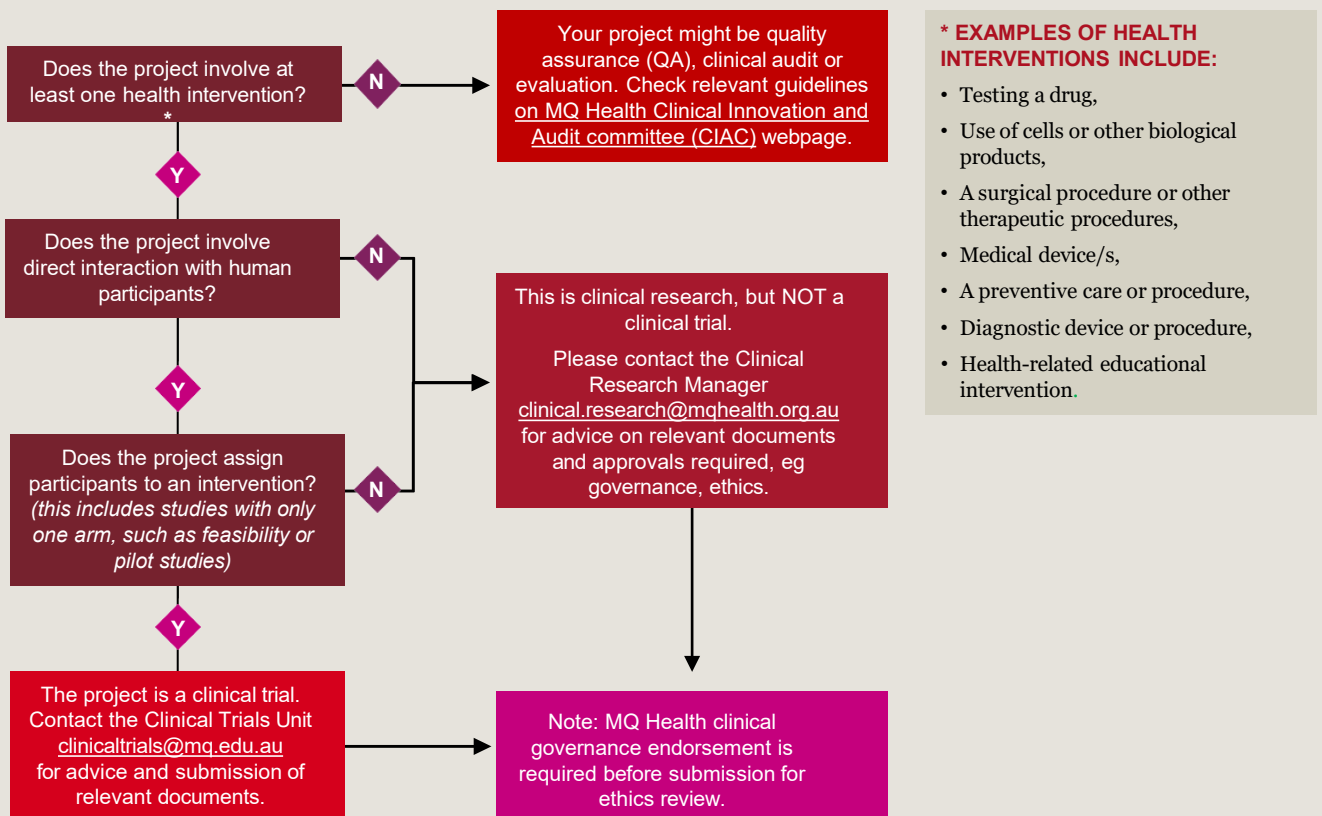 Does the project involve at
least one health intervention?
*
N
Your project might be quality
assurance (QA), clinical audit or
evaluation. Check relevant guidelines
on MQ Health Clinical Innovation and
Audit committee (CIAC) webpage.
Y
Does the project involve
direct interaction with human
participants?
N
This is clinical research, but NOT a
clinical trial.
Please contact the Clinical
Research Manager
clinical.research@mqhealth.org.au
for advice on relevant documents
and approvals required, eg
governance, ethics.
Y
Does the project assign
participants to an intervention?
(this includes studies with only
one arm, such as feasibility or
pilot studies)
N
Y
The project is a clinical trial.
Contact the Clinical Trials Unit
clinicaltrials@mq.edu.au
for advice and submission of
relevant documents.
Note: MQ Health clinical
governance endorsement is
required before submission for
ethics review.
* EXAMPLES OF HEALTH
INTERVENTIONS INCLUDE:
• Testing a drug,
• Use of cells or other biological
products,
• A surgical procedure or other
therapeutic procedures,
• Medical device/s,
• A preventive care or procedure,
• Diagnostic device or procedure,
• Health-related educational
intervention.